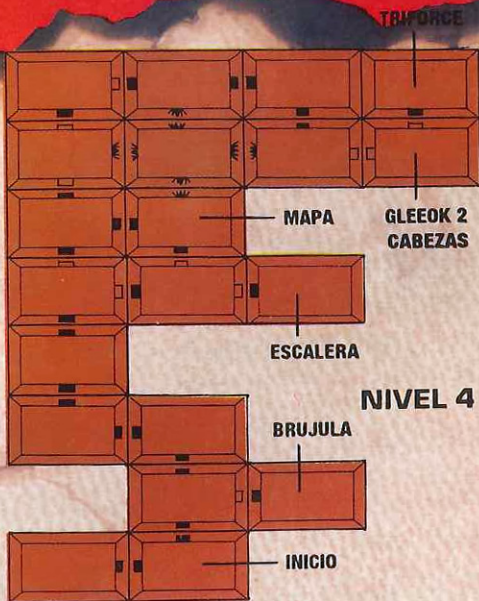 TRIFORCE
MAPA
GLEEOK 2
CABEZAS
ESCALERA
NIVEL 4
BRUJULA
INICIO